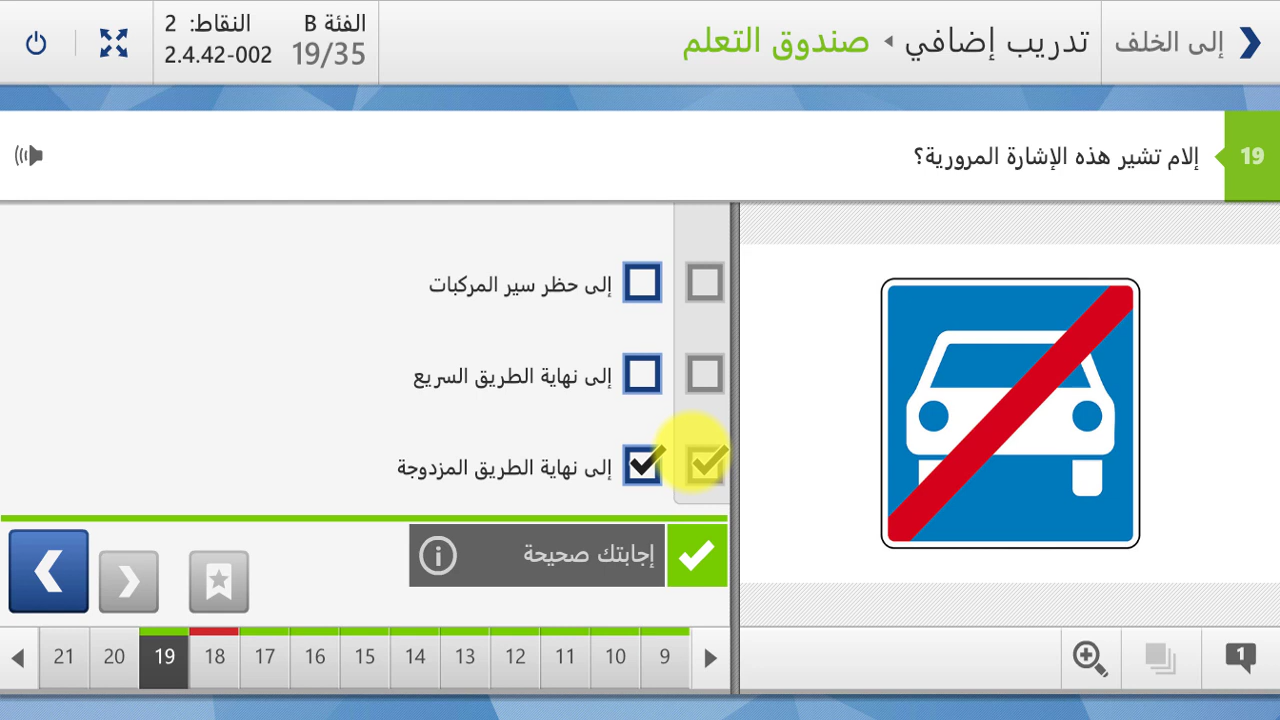 إلى الخلف
تدريب إضافي
صندوق التعلم
الفئة B
النقاط: 2
19/35
2.4.42-002
19
إلام تشير هذه الإشارة المرورية؟
إلى حظر سير المركبات
إلى نهاية الطريق السريع
إلى نهاية الطريق المزدوجة
إجابتك صحيحة
21 20 19 18 17 16 15 14 13 12 11 10 9
1